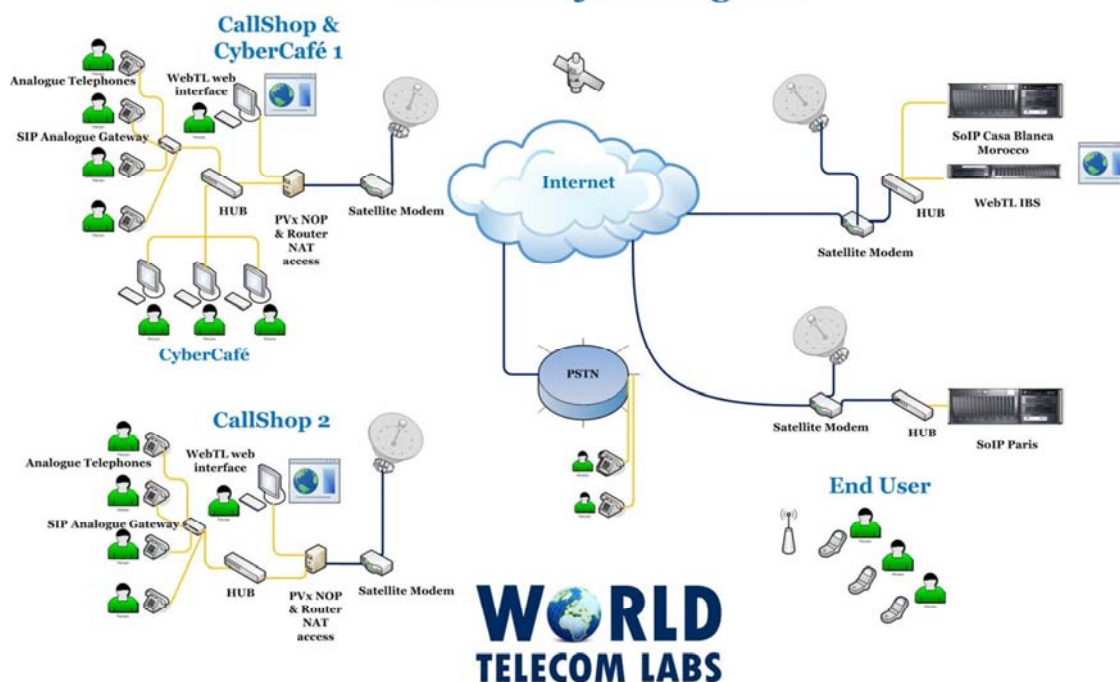 CallShop &
CyberCafé 1
Analogue Telephones
WebTL web
interface
SIP Analogue Gateway
HUB
PVx NOP
& Router
NAT
access
Satellite Modem
CyberCafé
Internet
SoIP Casa Blanca
Morocco
WebTL IBS
HUB
Satellite Modem
PSTN
Satellite Modem
HUB
SoIP Paris
CallShop 2
Analogue Telephones
WebTL web
interface
SIP Analogue Gateway
HUB
PVx NOP
& Router
NAT
access
Satellite Modem
End User
WORLD
TELECOM LABS